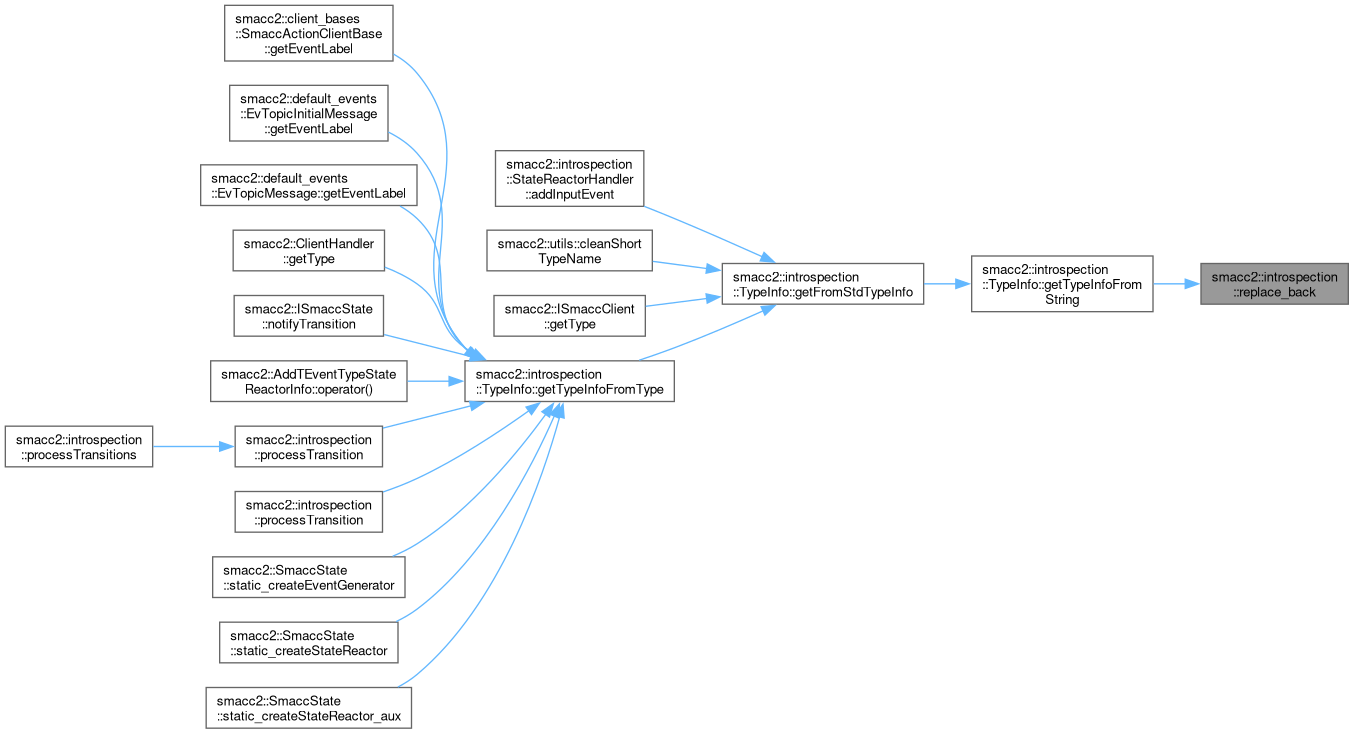 smacc2::client_bases
::SmaccActionClientBase
::getEventLabel
smacc2::default_events
::EvTopicInitialMessage
::getEventLabel
smacc2::default_events
::EvTopicMessage::getEventLabel
smacc2::ClientHandler
::getType
smacc2::ISmaccState
::notifyTransition
smacc2::AddTEventTypeState
ReactorInfo::operator()
smacc2::introspection
::processTransitions
smacc2::introspection
::processTransition
smacc2::introspection
::processTransition
smacc2::SmaccState
::static_createEventGenerator
smacc2::SmaccState
::static_createStateReactor
smacc2::SmaccState
::static_createStateReactor_aux
smacc2::introspection
::StateReactorHandler
::addInputEvent
smacc2::utils::cleanShort
TypeName
smacc2::ISmaccClient
::getType
smacc2::introspection
::TypeInfo::getTypeInfoFromType
smacc2::introspection
::TypeInfo::getFromStdTypeInfo
smacc2::introspection
::TypeInfo::getTypeInfoFrom
String
smacc2::introspection
::replace_back